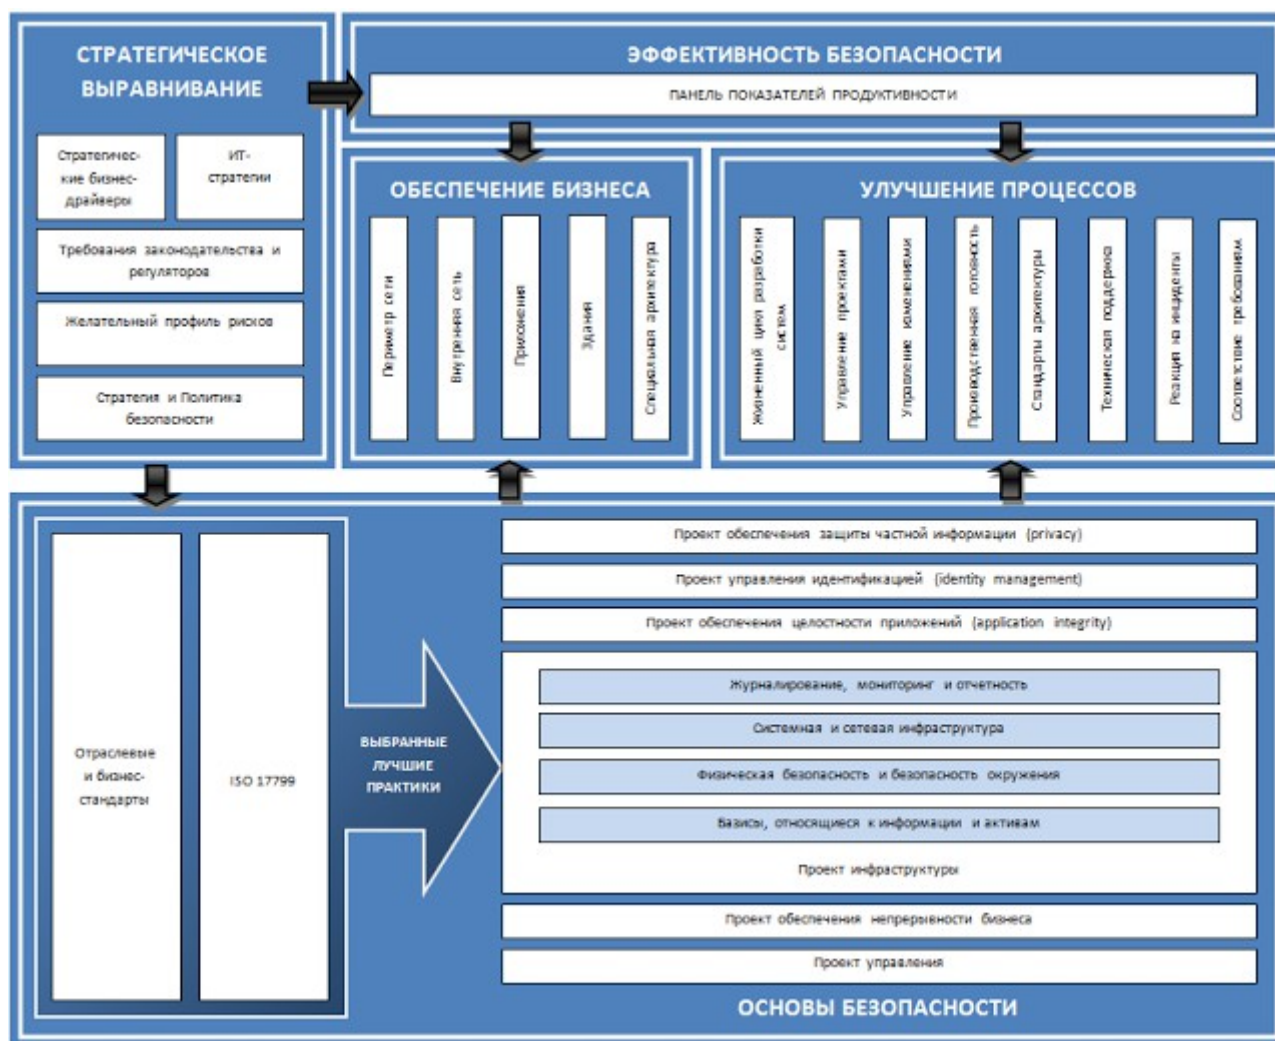 СТРАТЕГИЧЕСКОЕ
ВЫРАВНИВАНИЕ
Стратегичес-
кие бизнес-
драйверы
ИТ-
стратегии
Требования законодательства и
регуляторов
Желательный профиль рисков
Стратегия и Политика
безопасности
ЭФФЕКТИВНОСТЬ БЕЗОПАСНОСТИ
ПАНЕЛЬ ПОКАЗАТЕЛЕЙ ПРОДУКТИВНОСТИ
ОБЕСПЕЧЕНИЕ БИЗНЕСА
Периметр сети
Внутренняя сеть
Приложения
Здания
Специальная архитектура
УЛУЧШЕНИЕ ПРОЦЕССОВ
Жизненный цикл разработки
систем
Управление проектами
Управление изменениями
Производственная готовность
Стандарты архитектуры
Техническая поддержка
Реакция на инциденты
Соответствие требованиям
Отраслевые
и бизнес-
стандарты
ISO 17799
ВЫБРАННЫЕ
ЛУЧШИЕ
ПРАКТИКИ
Проект обеспечения защиты частной информации (privacy)
Проект управления идентификацией (identity management)
Проект обеспечения целостности приложений (application integrity)
Журналирование, мониторинг и отчетность
Системная и сетевая инфраструктура
Физическая безопасность и безопасность окружения
Базисы, относящиеся к информации и активам
Проект инфраструктуры
Проект обеспечения непрерывности бизнеса
Проект управления
ОСНОВЫ БЕЗОПАСНОСТИ